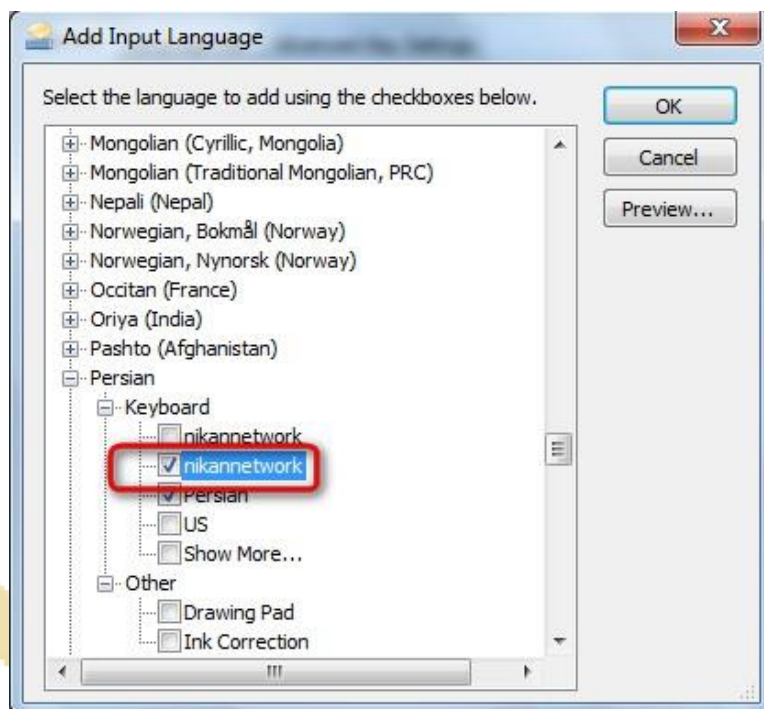 Add Input Language
Select the language to add using the checkboxes below.
OK
Cancel
Preview...
Mongolian (Cyrillic, Mongolia)
Mongolian (Traditional Mongolian, PRC)
Nepali (Nepal)
Norwegian, Bokmål (Norway)
Norwegian, Nynorsk (Norway)
Occitan (France)
Oriya (India)
Pashto (Afghanistan)
Persian
Keyboard
nikannetwork
nikannetwork
Persian
US
Show More...
Other
Drawing Pad
Ink Correction